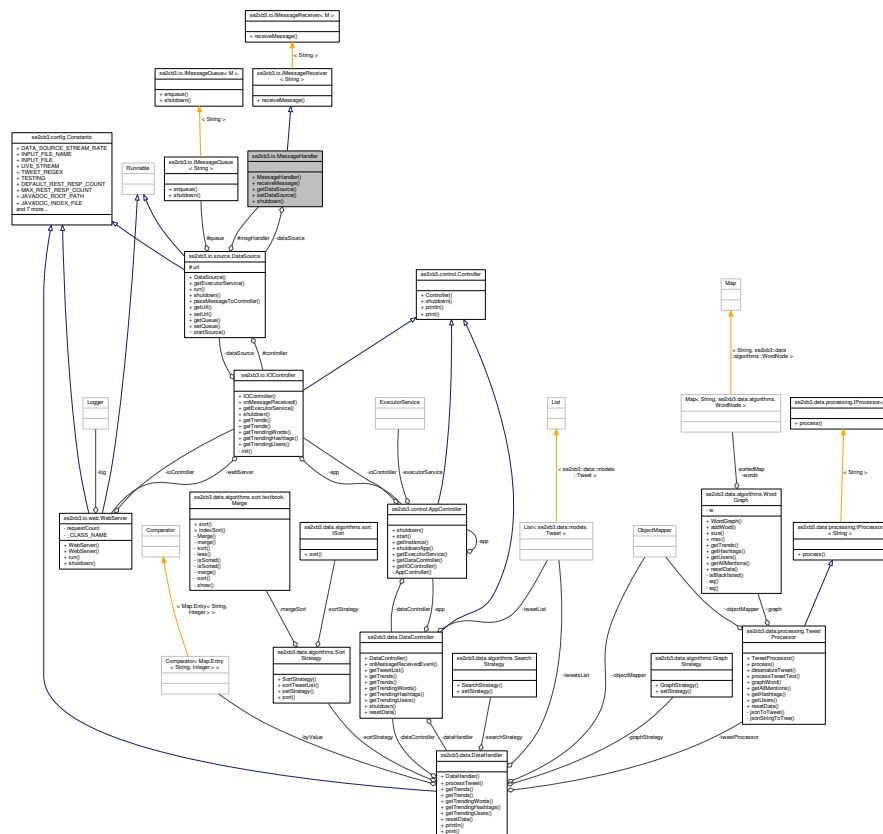 se2xb3.io.IMessageReceiver< M >
+ receiveMessage()
< String >
se2xb3.io.IMessageQueue< M >
+ enqueue()
+ shutdown()
se2xb3.io.IMessageReceiver
< String >
+ receiveMessage()
< String >
se2xb3.config.Constants
+ DATA_SOURCE_STREAM_RATE
+ INPUT_FILE_NAME
+ INPUT_FILE
+ LIVE_STREAM
+ TWEET_REGEX
+ TESTING
+ DEFAULT_REST_RESP_COUNT
+ MAX_REST_RESP_COUNT
+ JAVADOC_ROOT_PATH
+ JAVADOC_INDEX_FILE
and 7 more...
Runnable
se2xb3.io.IMessageQueue
< String >
+ enqueue()
+ shutdown()
se2xb3.io.MessageHandler
+ MessageHandler()
+ receiveMessage()
+ getDataSource()
+ setDataSource()
+ shutdown()
#queue
#msgHandler
-dataSource
se2xb3.io.source.DataSource
# url
+ DataSource()
+ getExecutorService()
+ run()
+ shutdown()
+ passMessageToController()
+ getUrl()
+ setUrl()
+ getQueue()
+ setQueue()
~ startSource()
se2xb3.control.Controller
+ Controller()
+ shutdown()
+ println()
+ print()
Map
< String, se2xb3::data
::algorithms::WordNode >
-dataSource
#controller
se2xb3.io.IOController
+ IOController()
+ onMessageReceived()
+ getExecutorService()
+ shutdown()
+ getTrends()
+ getTrends()
+ getTrendingWords()
+ getTrendingHashtags()
+ getTrendingUsers()
- init()
Logger
ExecutorService
List
Map< String, se2xb3.data.algorithms.
WordNode >
se2xb3.data.processing.IProcessor<
+ process()
-log
-ioController
-webServer
-app
-ioController
-executorService
< se2xb3::data::models
::Tweet >
-sortedMap
-words
< String >
se2xb3.io.web.WebServer
- requestCount
- _CLASS_NAME
+ WebServer()
+ WebServer()
+ run()
+ shutdown()
Comparator
se2xb3.data.algorithms.sort.textbook.
Merge
+ sort()
+ indexSort()
- Merge()
- merge()
- sort()
- less()
- isSorted()
- isSorted()
- merge()
- sort()
- show()
se2xb3.data.algorithms.sort.
ISort
+ sort()
se2xb3.control.AppController
+ shutdown()
+ start()
+ getInstance()
+ shutdownApp()
+ getExecutorService()
+ getDataController()
+ getIOController()
- AppController()
-app
List< se2xb3.data.models.
Tweet >
ObjectMapper
se2xb3.data.algorithms.Word
Graph
- w
+ WordGraph()
+ addWord()
+ size()
+ max()
+ getTrends()
+ getHashtags()
+ getUsers()
+ getAllMentions()
+ resetData()
- isBlacklisted()
- eq()
- eq()
se2xb3.data.processing.IProcessor
< String >
+ process()
< Map.Entry< String,
Integer > >
-mergeSort
-sortStrategy
-dataController
-app
-tweetList
~objectMapper
~graph
Comparator< Map.Entry
< String, Integer > >
se2xb3.data.algorithms.Sort
Strategy
+ SortStrategy()
+ sortTweetList()
+ setStrategy()
+ sort()
se2xb3.data.DataController
+ DataController()
+ onMessageReceivedEvent()
+ getTweetList()
+ getTrends()
+ getTrends()
+ getTrendingWords()
+ getTrendingHashtags()
+ getTrendingUsers()
+ shutdown()
+ resetData()
se2xb3.data.algorithms.Search
Strategy
+ SearchStrategy()
+ setStrategy()
-tweetsList
-objectMapper
se2xb3.data.algorithms.Graph
Strategy
+ GraphStrategy()
+ setStrategy()
se2xb3.data.processing.Tweet
Processor
+ TweetProcessor()
+ process()
+ deserializeTweet()
+ processTweetText()
+ graphWord()
+ getAllMentions()
+ getHashtags()
+ getUsers()
+ resetData()
- jsonToTweet()
- jsonStringToTree()
-byValue
-sortStrategy
-dataController
-dataHandler
-searchStrategy
-graphStrategy
-tweetProcessor
se2xb3.data.DataHandler
+ DataHandler()
+ processTweet()
+ getTrends()
+ getTrends()
+ getTrendingWords()
+ getTrendingHashtags()
+ getTrendingUsers()
+ resetData()
+ println()
+ print()